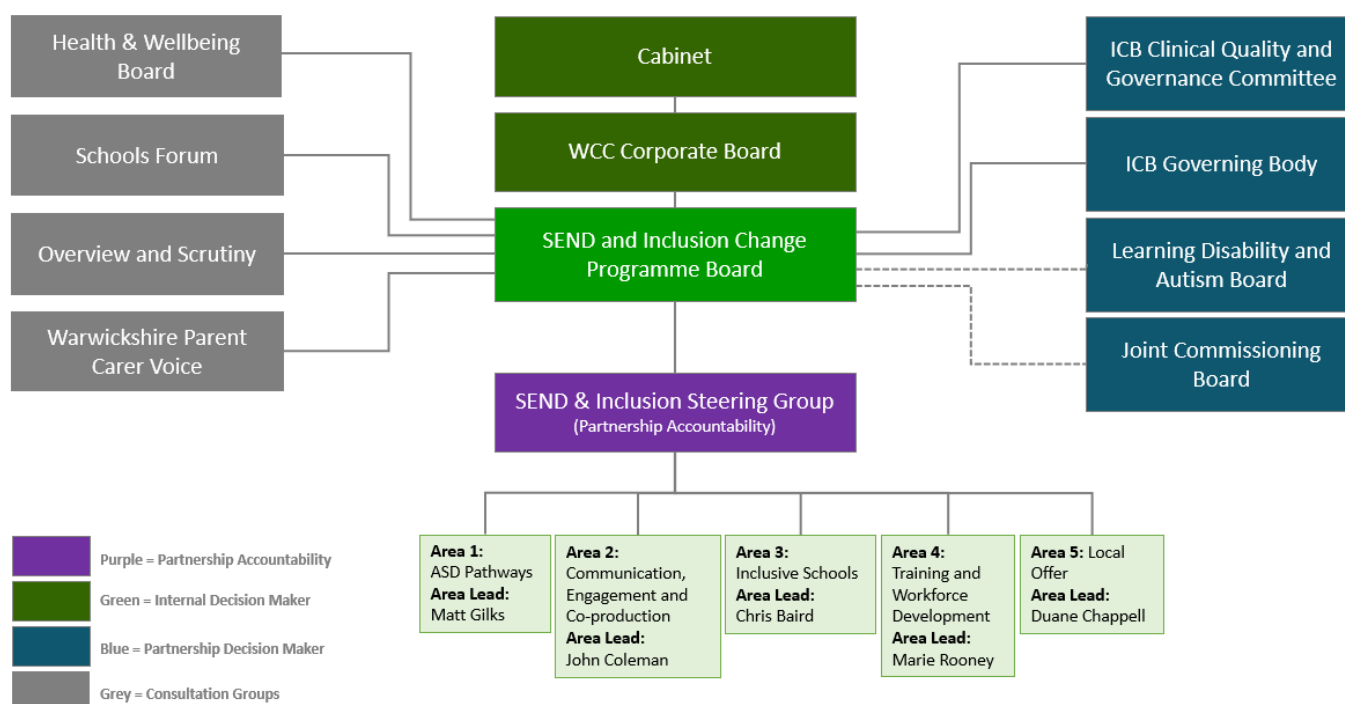 Health & Wellbeing
Board
Schools Forum
Overview and Scrutiny
Warwickshire Parent
Carer Voice
Cabinet
WCC Corporate Board
SEND and Inclusion Change
Programme Board
SEND & Inclusion Steering Group
(Partnership Accountability)
ICB Clinical Quality and
Governance Committee
ICB Governing Body
Learning Disability and
Autism Board
Joint Commissioning
Board
Area 1:
ASD Pathways
Area Lead:
Matt Gilks
Area 2:
Communication,
Engagement and
Co-production
Area Lead:
John Coleman
Area 3:
Inclusive Schools
Area Lead:
Chris Baird
Area 4:
Training and
Workforce
Development
Area Lead:
Marie Rooney
Area 5: Local
Offer
Area Lead:
Duane Chappell
Purple = Partnership Accountability
Green = Internal Decision Maker
Blue = Partnership Decision Maker
Grey = Consultation Groups